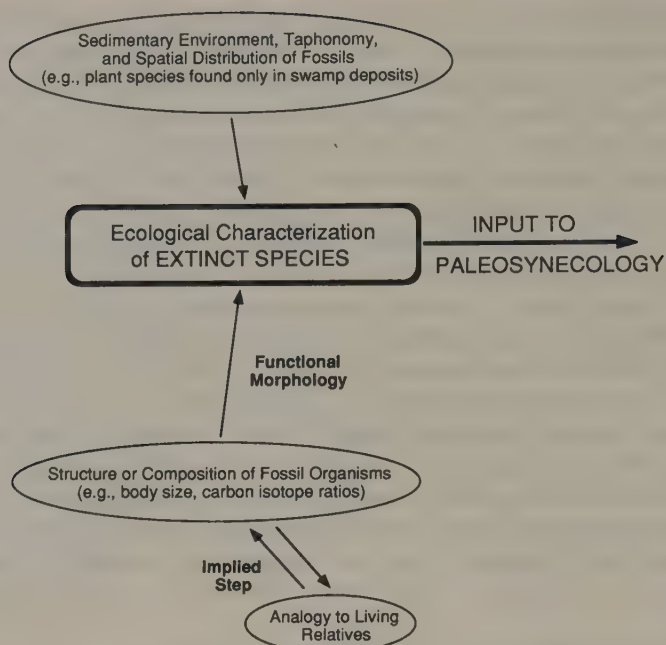 Sedimentary Environment, Taphonomy,
and Spatial Distribution of Fossils
(e.g., plant species found only in swamp deposits)
Ecological Characterization
of EXTINCT SPECIES
INPUT TO
PALEOSYNECOLOGY
Functional
Morphology
Structure or Composition of Fossil Organisms
(e.g., body size, carbon isotope ratios)
Implied
Step
Analogy to Living
Relatives